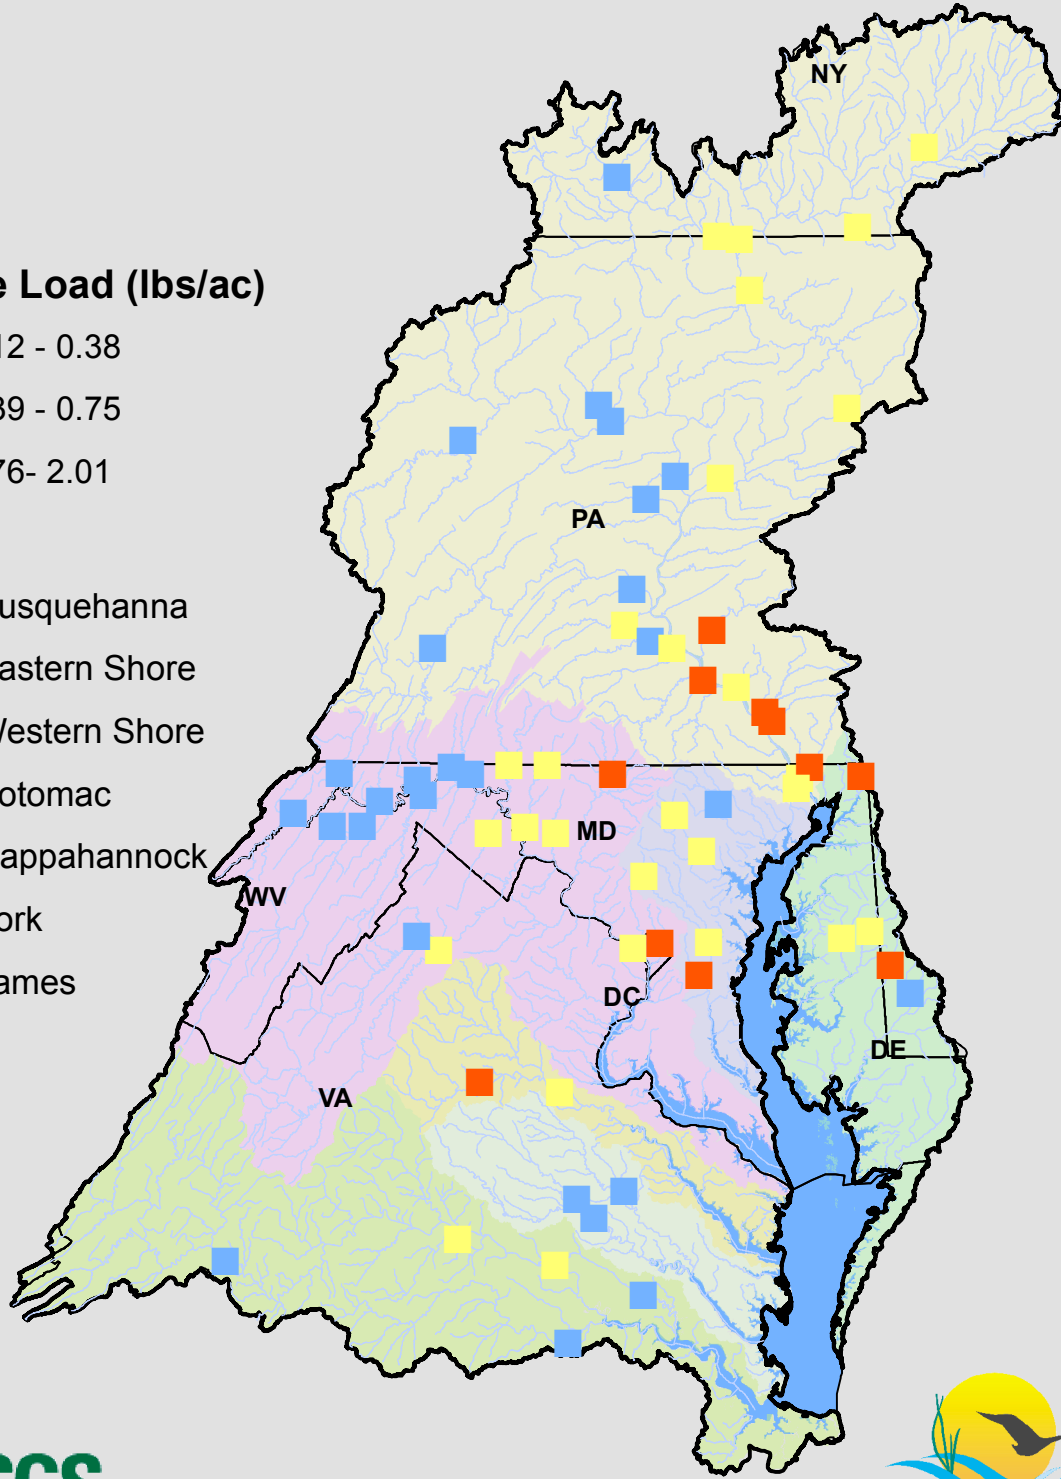 NY
e Load (lbs/ac)
12 - 0.38
39 - 0.75
76- 2.01
PA
usquehanna
astern Shore
Western Shore
otomac
MD
appahannock
WV
ork
ames
DC
DE
VA